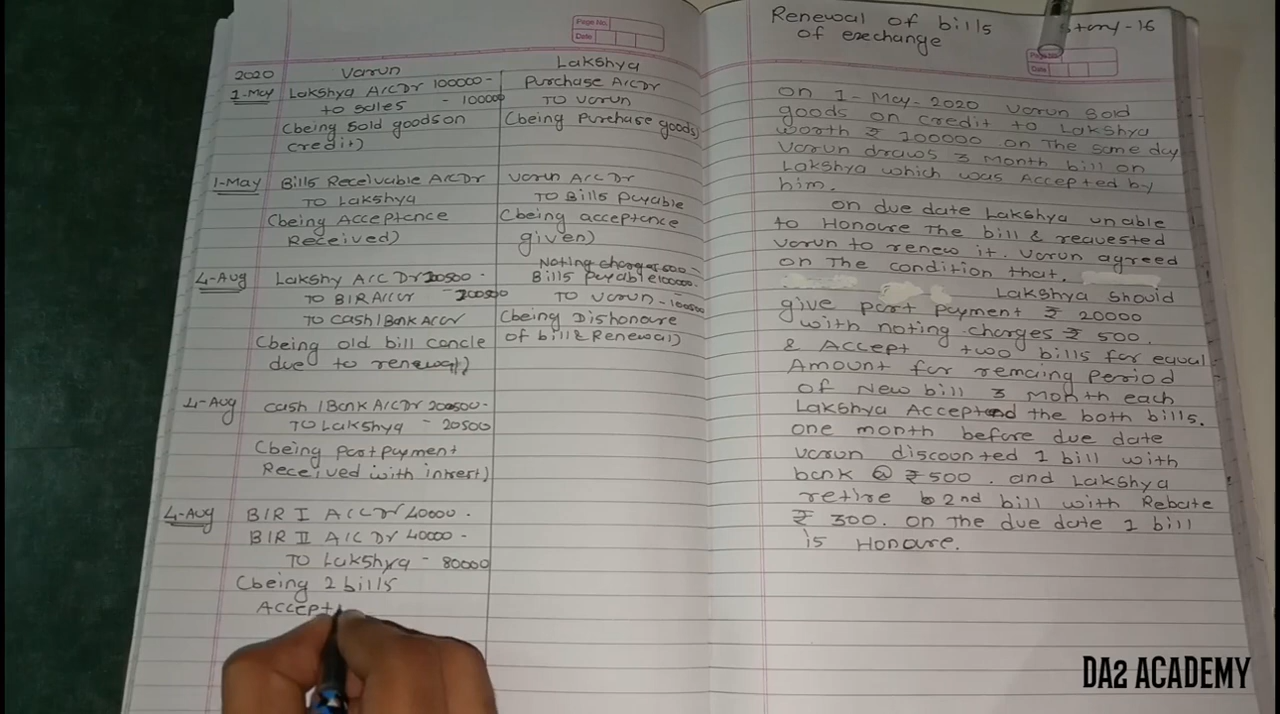 Page No.
Date
2020 Varun Lakshya
1-May Lakshya A/C Dr 100000-
to sales - 100000
(being sold goods on
credit)
Purchase A/C Dr
TO Varun
(being purchase goods)
1-May Bills Receivable A/C Dr
TO Lakshya
(being Acceptance
Received)
Varun A/C Dr
TO Bills payable
(being acceptance
given)
4-Aug Lakshy A/C Dr
TO B/R A/C
TO Cash/Bank A/C
(being old bill cancle
due to renewal)
Noting charges 500-
Bills payable 100000-
TO Varun - 100500
(being Dishonare
of bill & Renewal)
4-Aug Cash/Bank A/C Dr
TO Lakshya - 20500
(being part payment
Received with intrest)
4-Aug B/R I A/C Dr 40000-
B/R II A/C Dr 40000-
TO Lakshya - 80000
(being 2 bills
Accept
Renewal of bills
of exchange
Story-16
Date
On 1-May-2020 Varun sold
goods on credit to Lakshya
worth ₹ 100000 on the same day
Varun draws 3 Month bill on
Lakshya which was Accepted by
him.
on due date Lakshya unable
to Honoure the bill & requested
Varun to renew it. Varun agreed
on the condition that.
Lakshya should
give part payment ₹ 20000
with noting charges ₹ 500.
& Accept two bills for equal
Amount for remaing period
of New bill 3 Month each
Lakshya Accepted the both bills.
one month before due date
Varun discounted 1 bill with
bank @ ₹ 500. and Lakshya
retire 2nd bill with Rebate
₹ 300. on the due date 1 bill
is Honoure.
DA2 ACADEMY